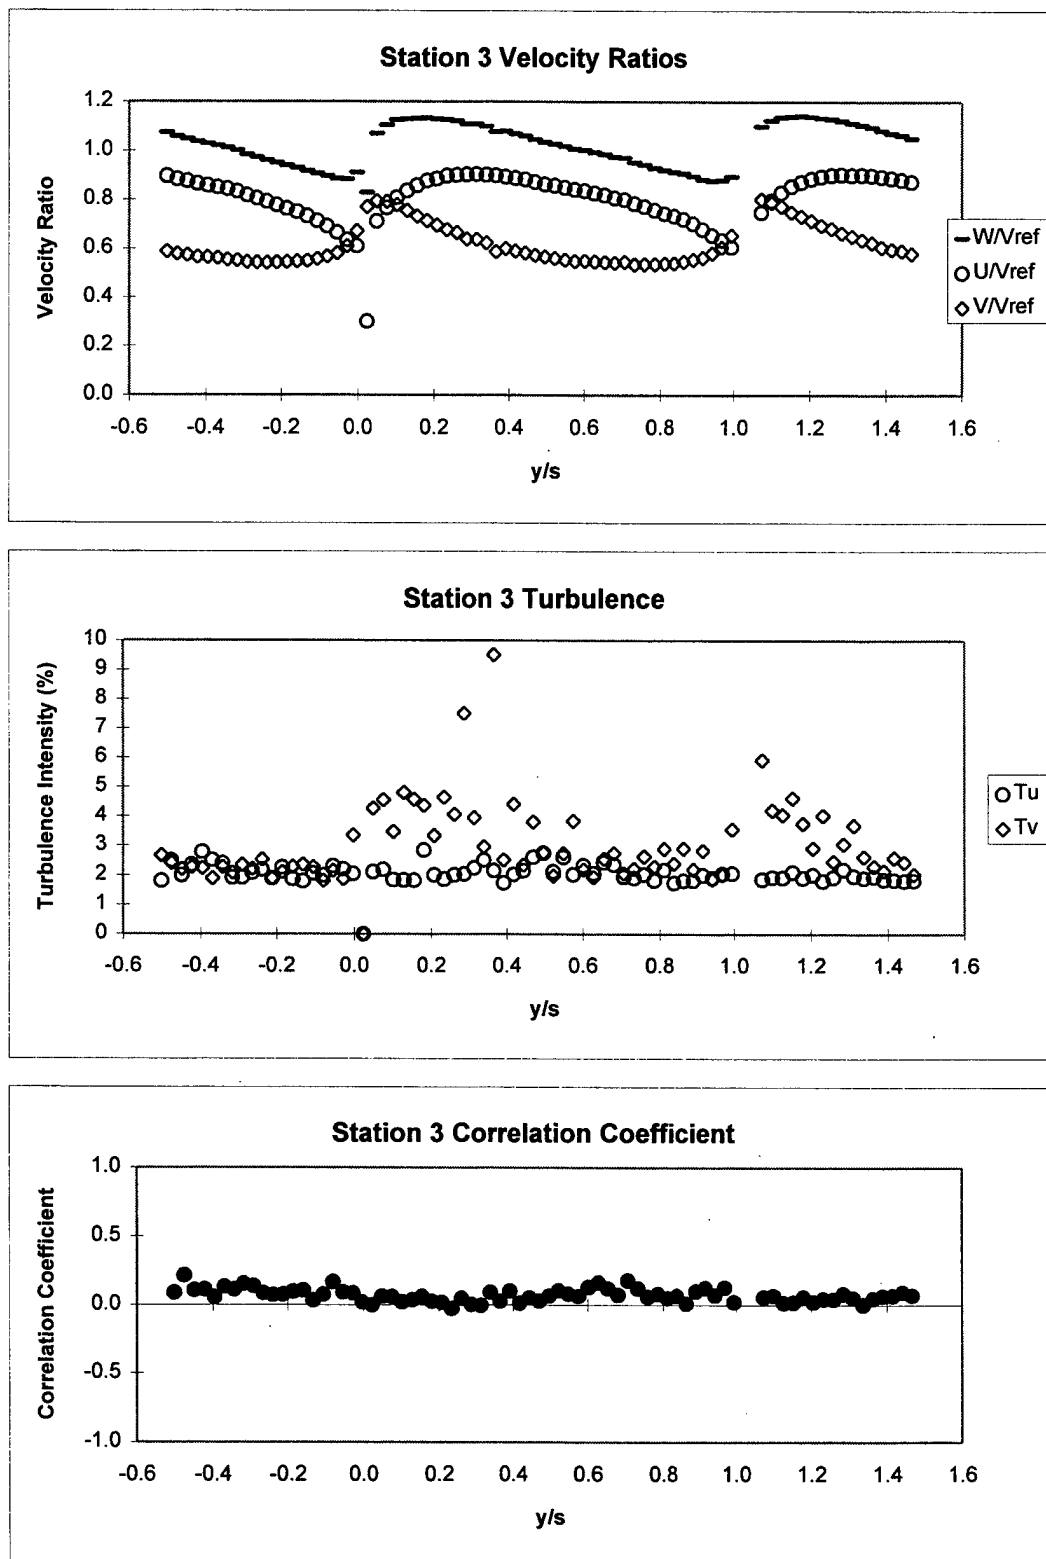 Station 3 Velocity Ratios
1.2
1.0
0.8
0.6
0.4
0.2
0.0
Velocity Ratio
-0.6 -0.4 -0.2 0.0 0.2 0.4 0.6 0.8 1.0 1.2 1.4 1.6
y/s
W/Vref
U/Vref
V/Vref
Station 3 Turbulence
10
9
8
7
6
5
4
3
2
1
0
Turbulence Intensity (%)
-0.6 -0.4 -0.2 0.0 0.2 0.4 0.6 0.8 1.0 1.2 1.4 1.6
y/s
Tu
Tv
Station 3 Correlation Coefficient
1.0
0.5
0.0
-0.5
-1.0
Correlation Coefficient
-0.6 -0.4 -0.2 0.0 0.2 0.4 0.6 0.8 1.0 1.2 1.4 1.6
y/s